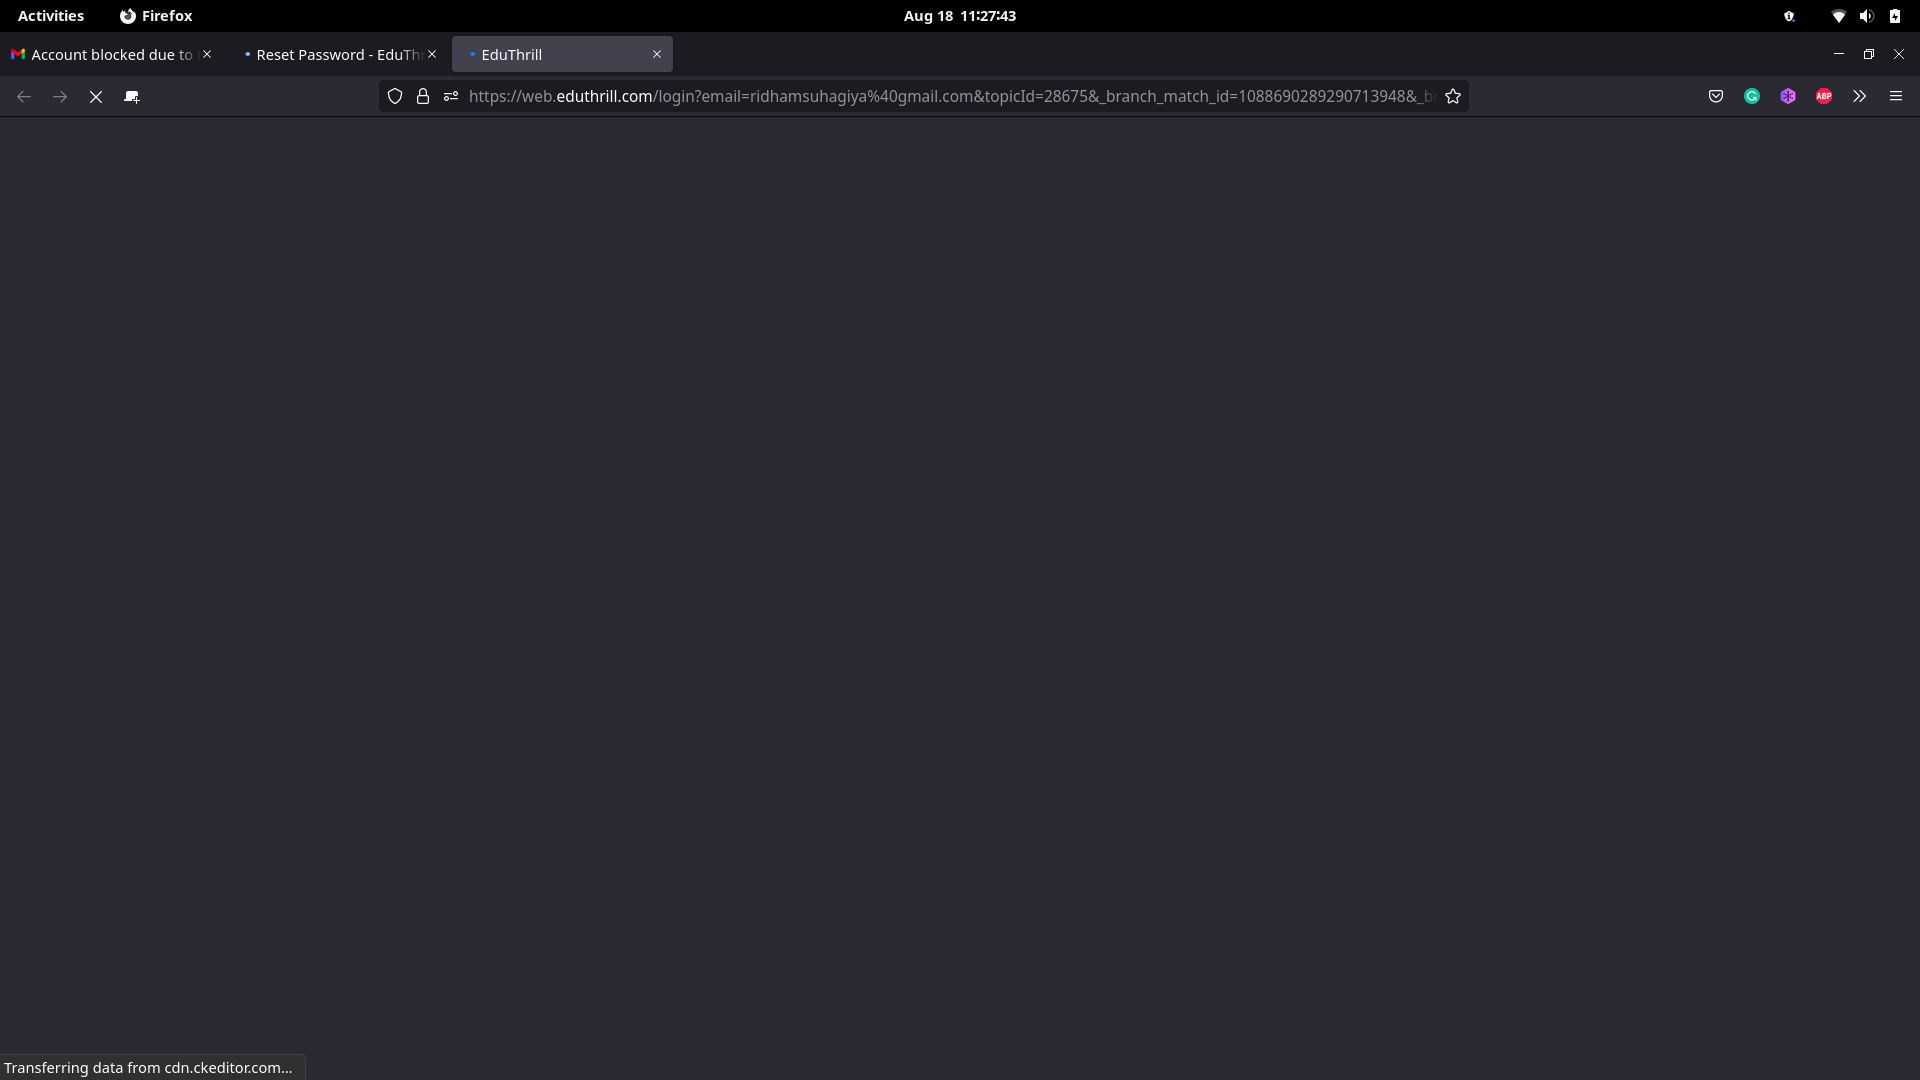 Activities Firefox Aug 18 11:27:43
Account blocked due to Reset Password - EduThr EduThrill
https://web.eduthrill.com/login?email=ridhamsuhagiya%40gmail.com&topicId=28675&_branch_match_id=1088690289290713948&_b
ABP
Transferring data from cdn.ckeditor.com...